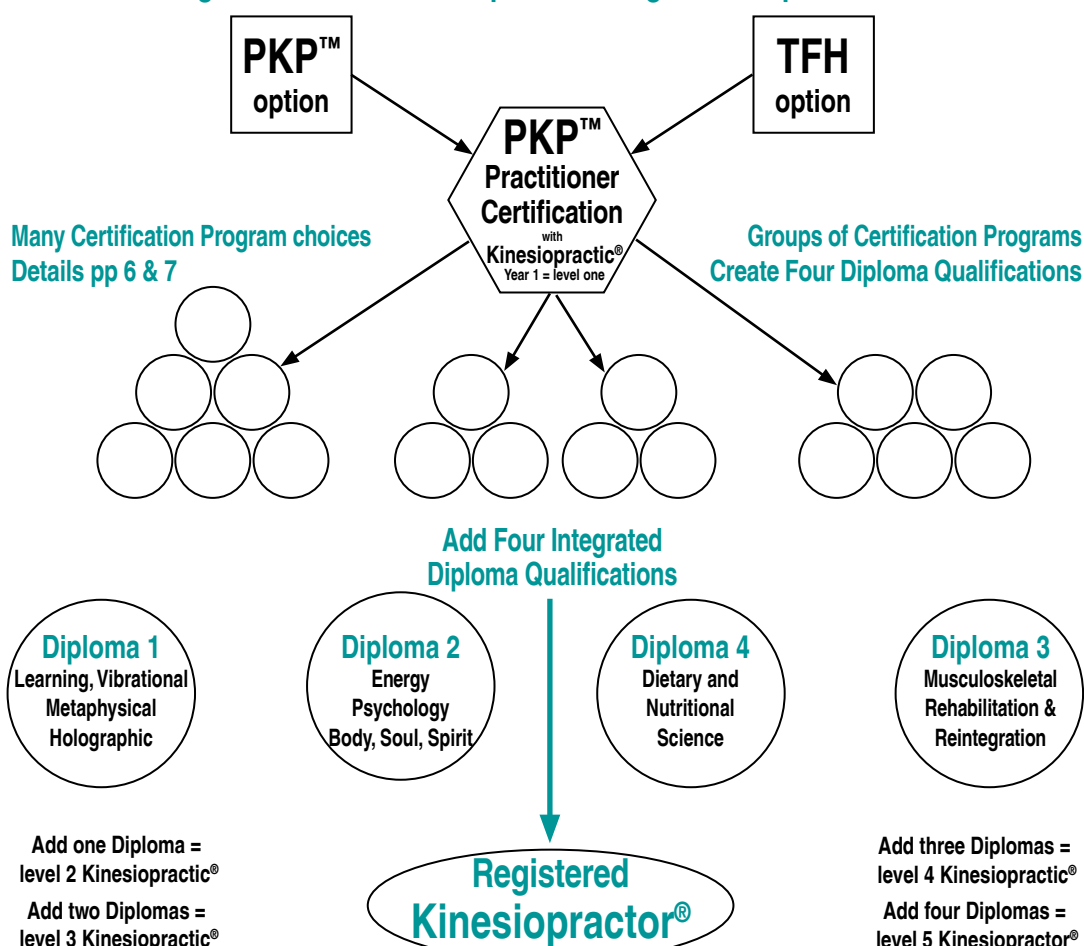 PKP™
option
TFH
option
PKP™
Practitioner
Certification
with
Kinesiopractic®
Year 1 = level one
Many Certification Program choices
Details pp 6 & 7
Groups of Certification Programs
Create Four Diploma Qualifications
Add Four Integrated
Diploma Qualifications
Diploma 1
Learning, Vibrational
Metaphysical
Holographic
Diploma 2
Energy
Psychology
Body, Soul, Spirit
Diploma 4
Dietary and
Nutritional
Science
Diploma 3
Musculoskeletal
Rehabilitation &
Reintegration
Add one Diploma =
level 2 Kinesiopractic®
Add two Diplomas =
level 3 Kinesiopractic®
Registered
Kinesiopractor®
Add three Diplomas =
level 4 Kinesiopractic®
Add four Diplomas =
level 5 Kinesiopractor®